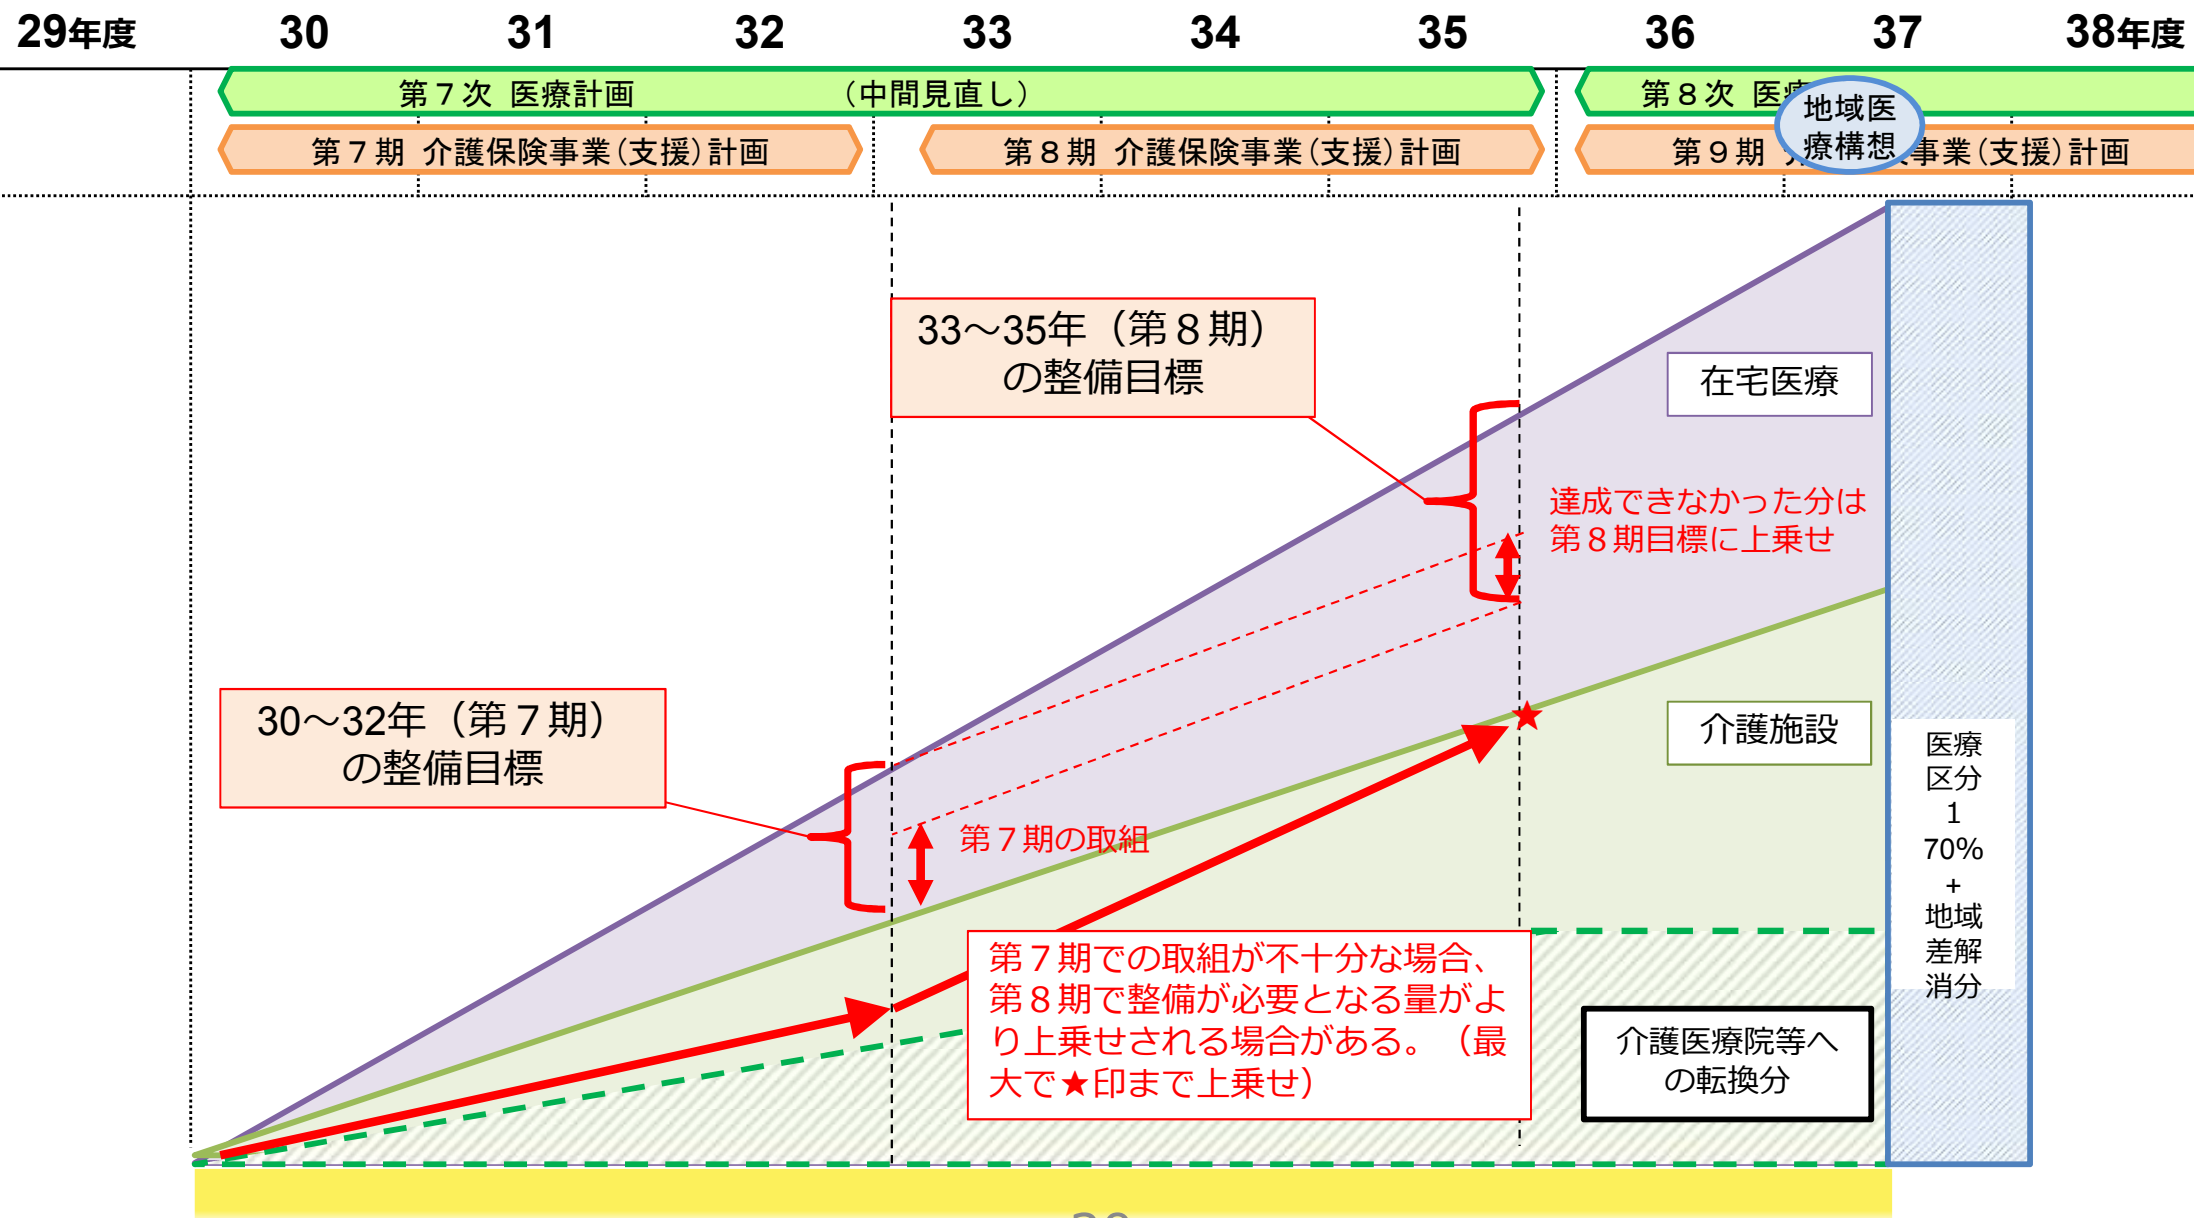 29年度 30 31 32 33 34 35 36 37 38年度
第７次 医療計画 （中間見直し）
第８次 医療
地域医
療構想
第７期 介護保険事業（支援）計画
第８期 介護保険事業（支援）計画
第９期 介 事業（支援）計画
33～35年（第８期）
の整備目標
在宅医療
達成できなかった分は
第８期目標に上乗せ
30～32年（第７期）
の整備目標
介護施設
第７期の取組
医療
区分
1
70%
+
地域
差解
消分
第７期での取組が不十分な場合、
第８期で整備が必要となる量がよ
り上乗せされる場合がある。（最
大で★印まで上乗せ）
介護医療院等へ
の転換分